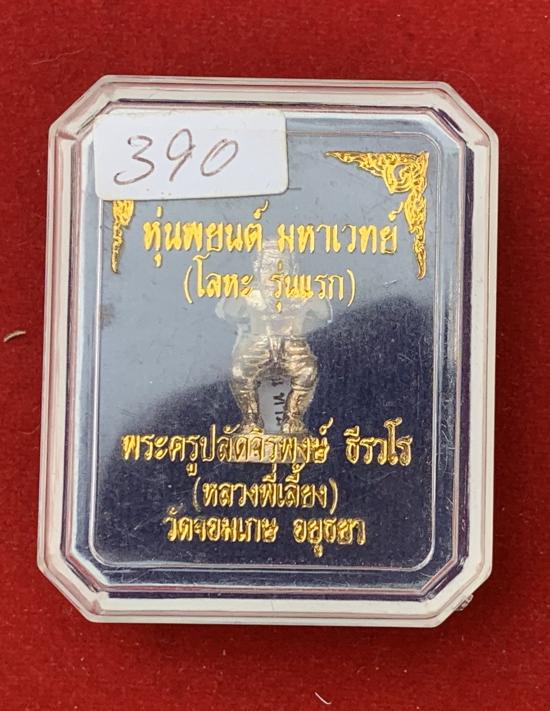 390
หุ่นพยนต์ มหาเวทย์
(โลหะ รุ่นแรก)
พระครูปลัดจิรพงษ์ ธีรวโร
(หลวงพี่เลี้ยง)
วัดจอมเกษ อยุธยา